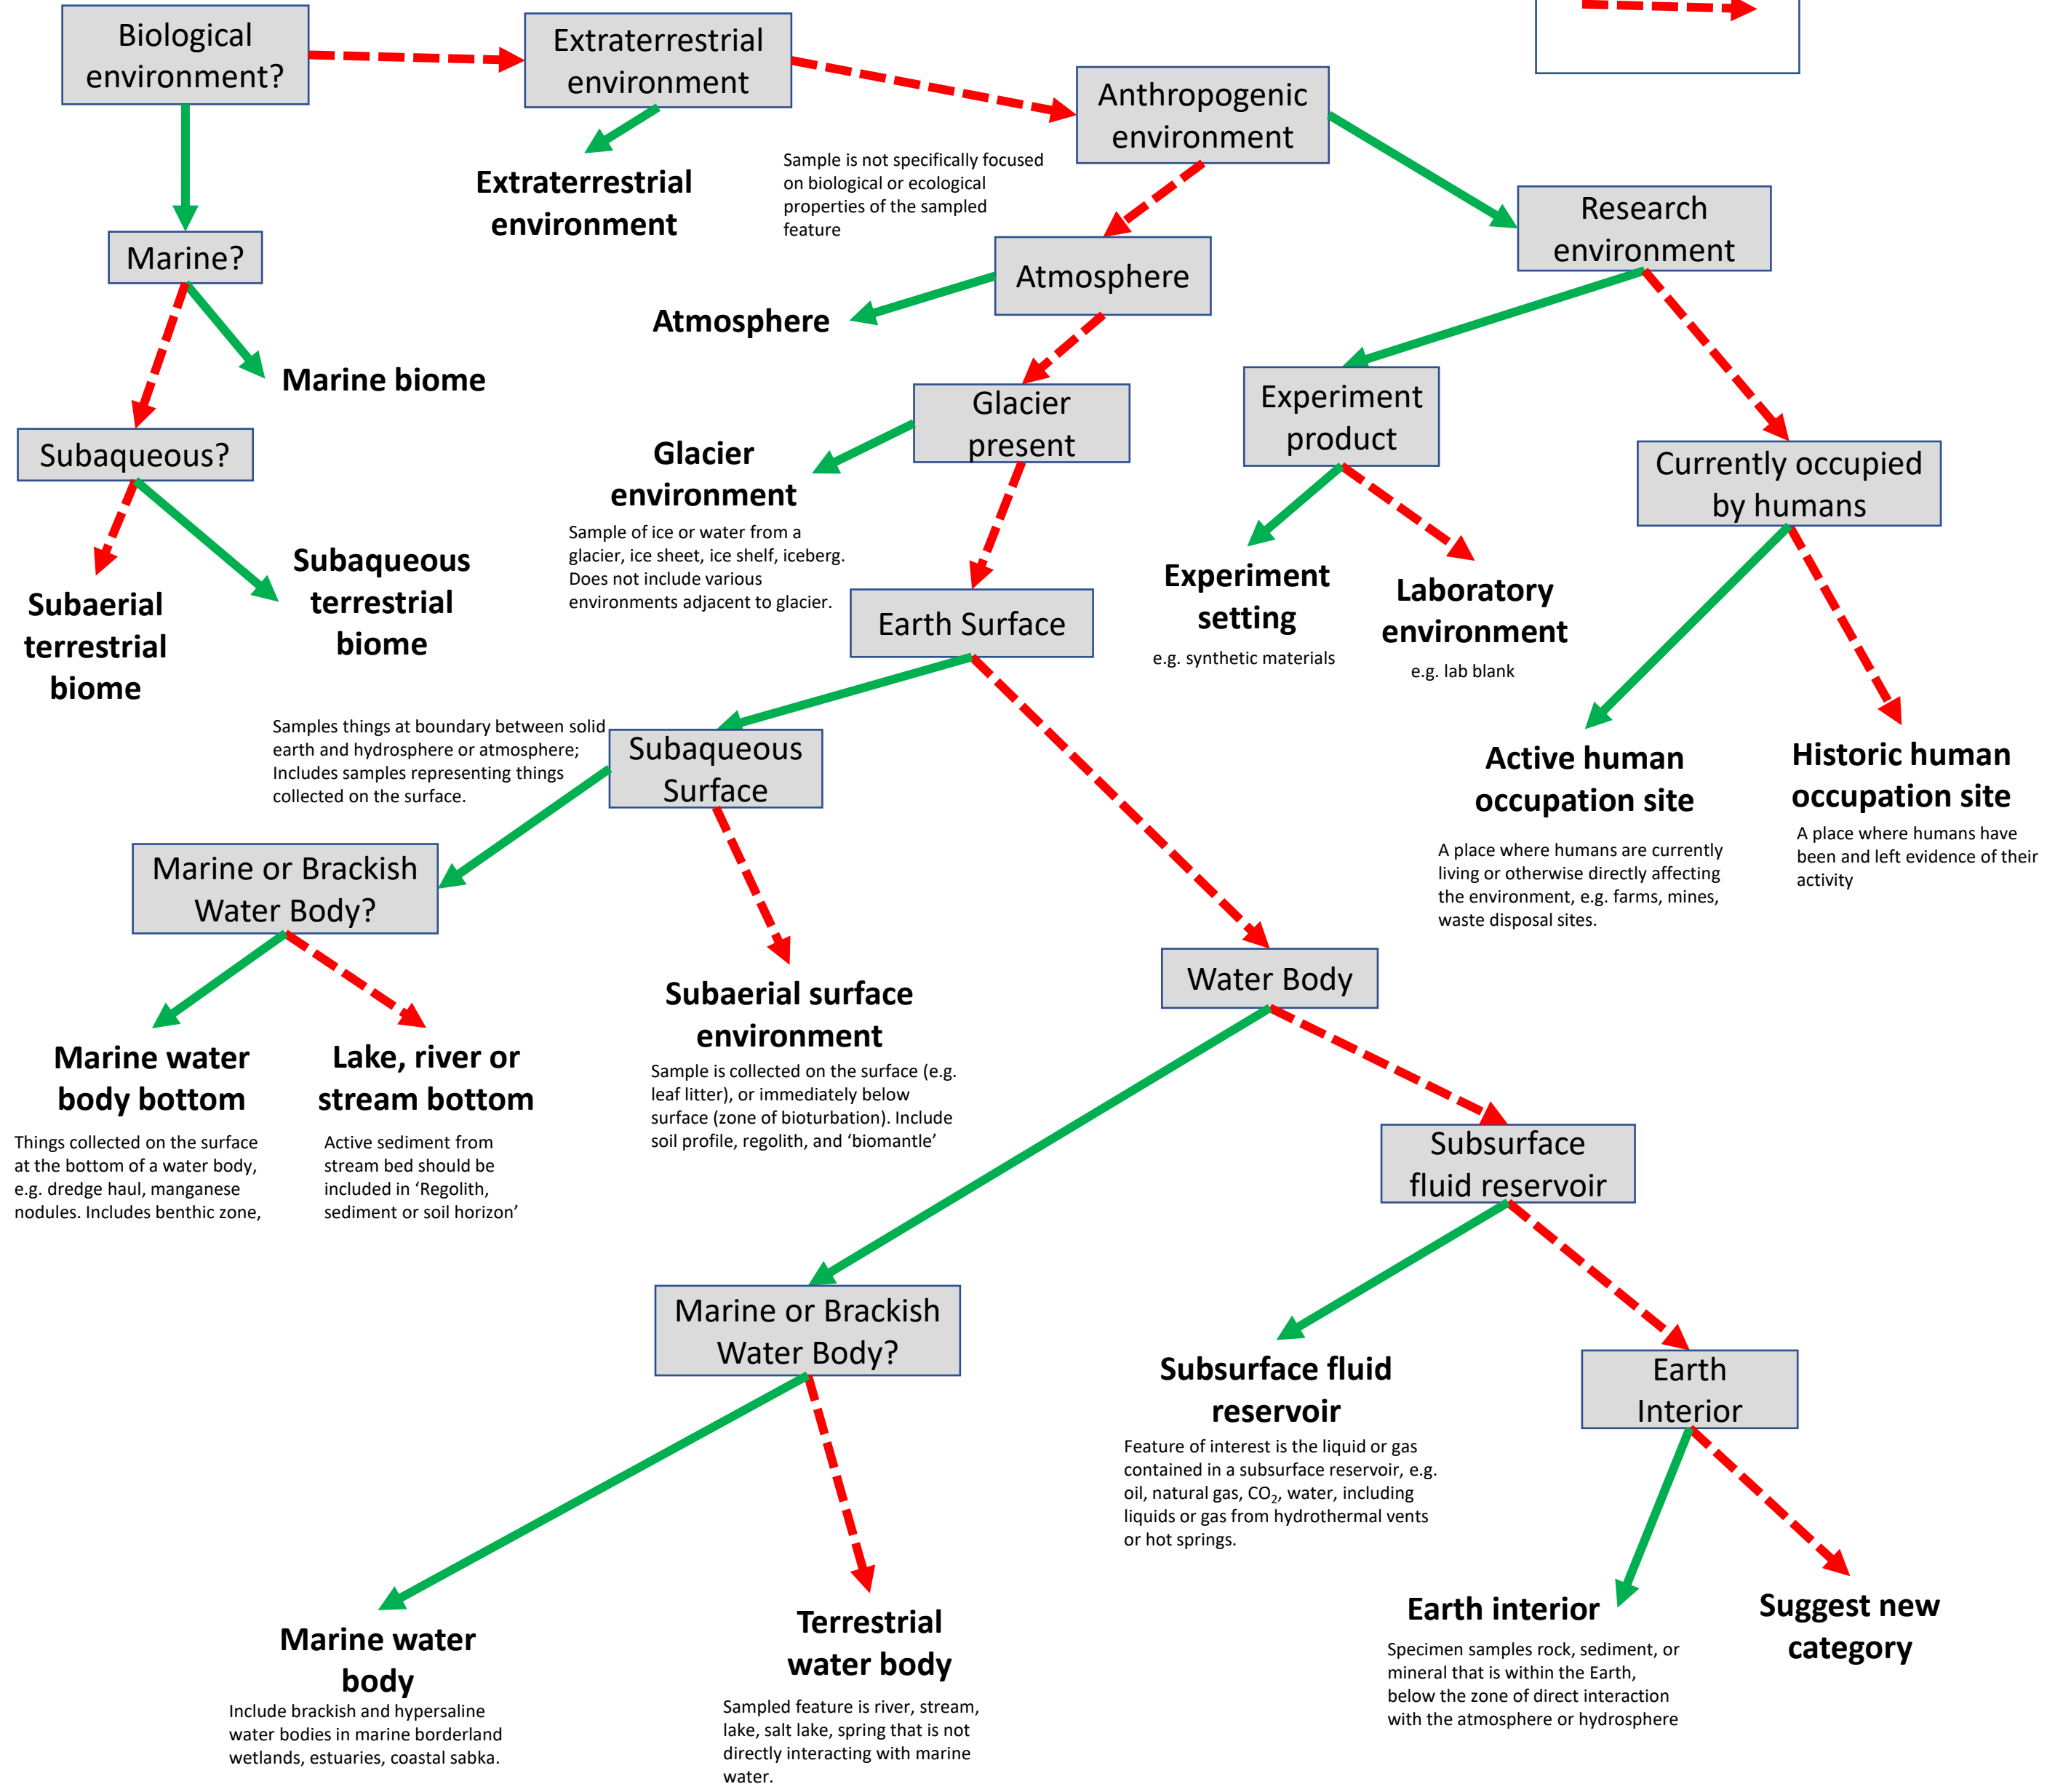 Biological
environment?
Extraterrestrial
environment
Anthropogenic
environment
Extraterrestrial
environment
Sample is not specifically focused
on biological or ecological
properties of the sampled
feature
Research
environment
Marine?
Atmosphere
Atmosphere
Marine biome
Glacier
present
Experiment
product
Currently occupied
by humans
Subaqueous?
Glacier
environment
Sample of ice or water from a
glacier, ice sheet, ice shelf, iceberg.
Does not include various
environments adjacent to glacier.
Subaerial
terrestrial
biome
Subaqueous
terrestrial
biome
Earth Surface
Experiment
setting
e.g. synthetic materials
Laboratory
environment
e.g. lab blank
Samples things at boundary between solid
earth and hydrosphere or atmosphere;
Includes samples representing things
collected on the surface.
Subaqueous
Surface
Active human
occupation site
A place where humans are currently
living or otherwise directly affecting
the environment, e.g. farms, mines,
waste disposal sites.
Historic human
occupation site
A place where humans have
been and left evidence of their
activity
Marine or Brackish
Water Body?
Water Body
Marine water
body bottom
Things collected on the surface
at the bottom of a water body,
e.g. dredge haul, manganese
nodules. Includes benthic zone,
Lake, river or
stream bottom
Active sediment from
stream bed should be
included in ‘Regolith,
sediment or soil horizon’
Subaerial surface
environment
Sample is collected on the surface (e.g.
leaf litter), or immediately below
surface (zone of bioturbation). Include
soil profile, regolith, and ‘biomantle’
Subsurface
fluid reservoir
Marine or Brackish
Water Body?
Subsurface fluid
reservoir
Feature of interest is the liquid or gas
contained in a subsurface reservoir, e.g.
oil, natural gas, CO₂, water, including
liquids or gas from hydrothermal vents
or hot springs.
Earth
Interior
Marine water
body
Include brackish and hypersaline
water bodies in marine borderland
wetlands, estuaries, coastal sabka.
Terrestrial
water body
Sampled feature is river, stream,
lake, salt lake, spring that is not
directly interacting with marine
water.
Earth interior
Specimen samples rock, sediment, or
mineral that is within the Earth,
below the zone of direct interaction
with the atmosphere or hydrosphere
Suggest new
category